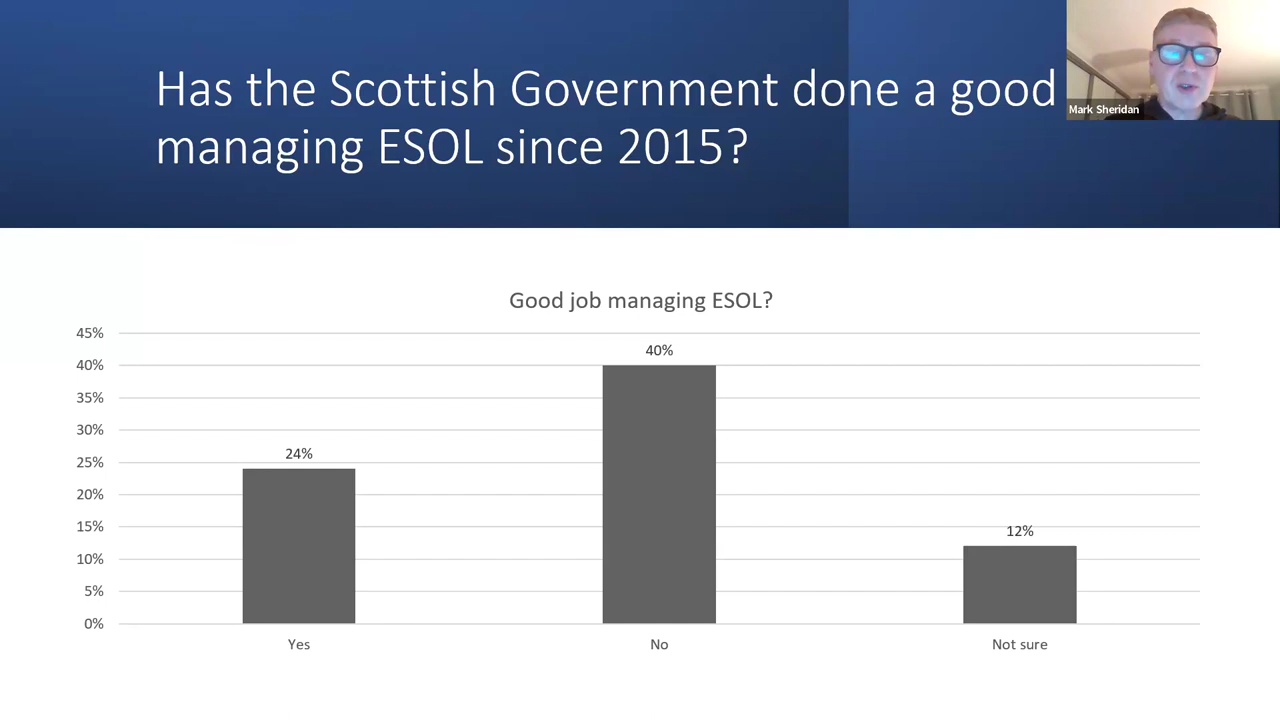 Has the Scottish Government done a good
managing ESOL since 2015?
Mark Sheridan
Good job managing ESOL?
45%
40%
35%
30%
25%
20%
15%
10%
5%
0%
24%
40%
12%
Yes
No
Not sure